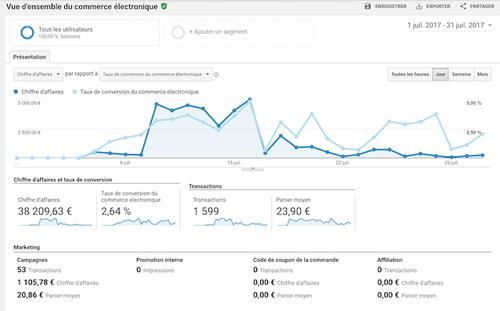 Vue d'ensemble du commerce électronique
ENREGISTRER EXPORTER PARTAGER
1 juil. 2017 - 31 juil. 2017
Tous les utilisateurs
100,00 %, Sessions
+ Ajouter un segment
Présentation
Chiffre d'affaires par rapport à Taux de conversion du commerce électronique
Toutes les heures Jour Semaine Mois
Chiffre d'affaires Taux de conversion du commerce électronique
5 000,00 € 5,00 %
2 500,00 € 2,50 %
8 juil. 15 juil. 22 juil. 29 juil.
Chiffre d'affaires et taux de conversion
Transactions
Chiffre d'affaires
38 209,63 €
Taux de conversion du commerce électronique
2,64 %
Transactions
1 599
Panier moyen
23,90 €
Marketing
Campagnes
53 Transactions
1 105,78 € Chiffre d'affaires
20,86 € Panier moyen
Promotion interne
0 Impressions
Code de coupon de la commande
0 Transactions
0,00 € Chiffre d'affaires
0,00 € Panier moyen
Affiliation
0 Transactions
0,00 € Chiffre d'affaires
0,00 € Panier moyen